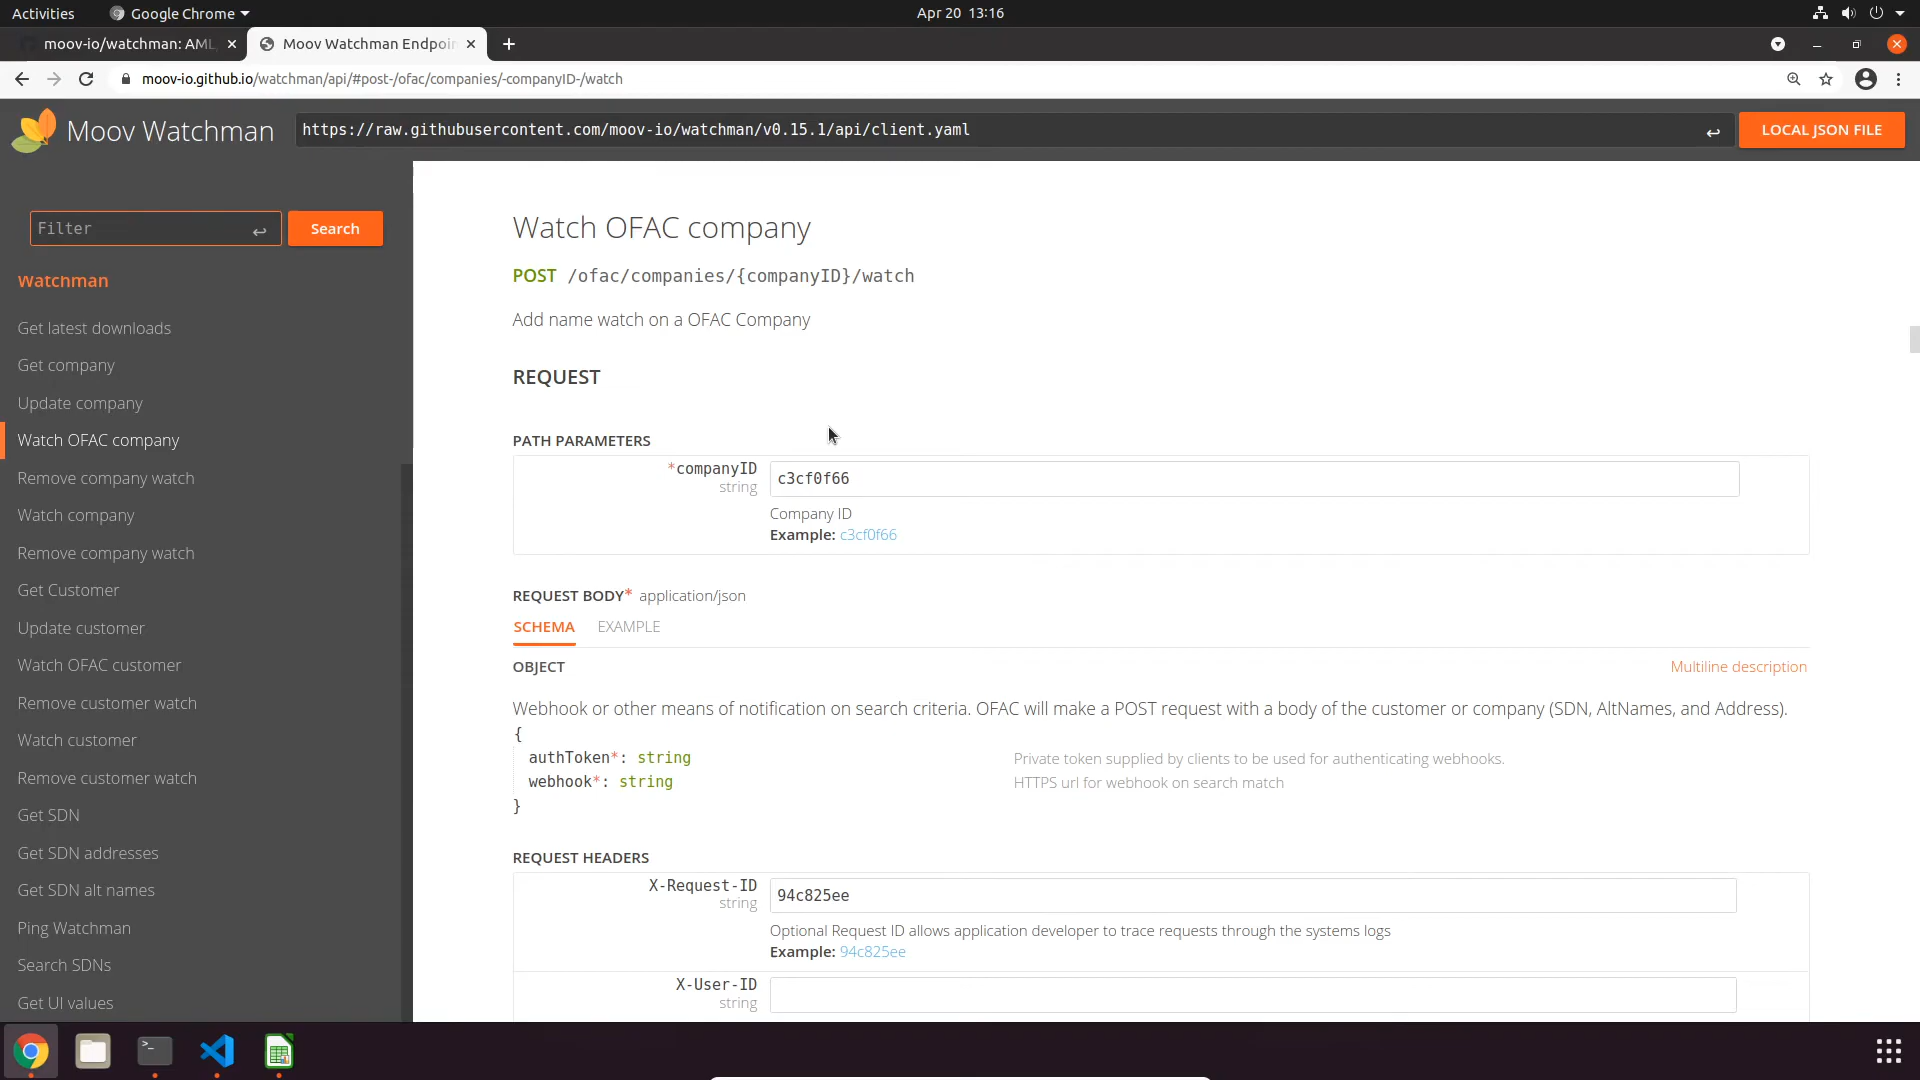 Activities
Google Chrome
Apr 20 13:16
moov-io/watchman: AML
Moov Watchman Endpoin
moov-io.github.io/watchman/api/#post-/ofac/companies/-companyID-/watch
Moov Watchman
https://raw.githubusercontent.com/moov-io/watchman/v0.15.1/api/client.yaml
LOCAL JSON FILE
Filter
Search
Watchman
Get latest downloads
Get company
Update company
Watch OFAC company
Remove company watch
Watch company
Remove company watch
Get Customer
Update customer
Watch OFAC customer
Remove customer watch
Watch customer
Remove customer watch
Get SDN
Get SDN addresses
Get SDN alt names
Ping Watchman
Search SDNs
Get UI values
Watch OFAC company
POST /ofac/companies/{companyID}/watch
Add name watch on a OFAC Company
REQUEST
PATH PARAMETERS
*companyID
string
c3cf0f66
Company ID
Example: c3cf0f66
REQUEST BODY* application/json
SCHEMA EXAMPLE
OBJECT
Multiline description
Webhook or other means of notification on search criteria. OFAC will make a POST request with a body of the customer or company (SDN, AltNames, and Address).
{
authToken*: string Private token supplied by clients to be used for authenticating webhooks.
webhook*: string HTTPS url for webhook on search match
}
REQUEST HEADERS
X-Request-ID
string
94c825ee
Optional Request ID allows application developer to trace requests through the systems logs
Example: 94c825ee
X-User-ID
string